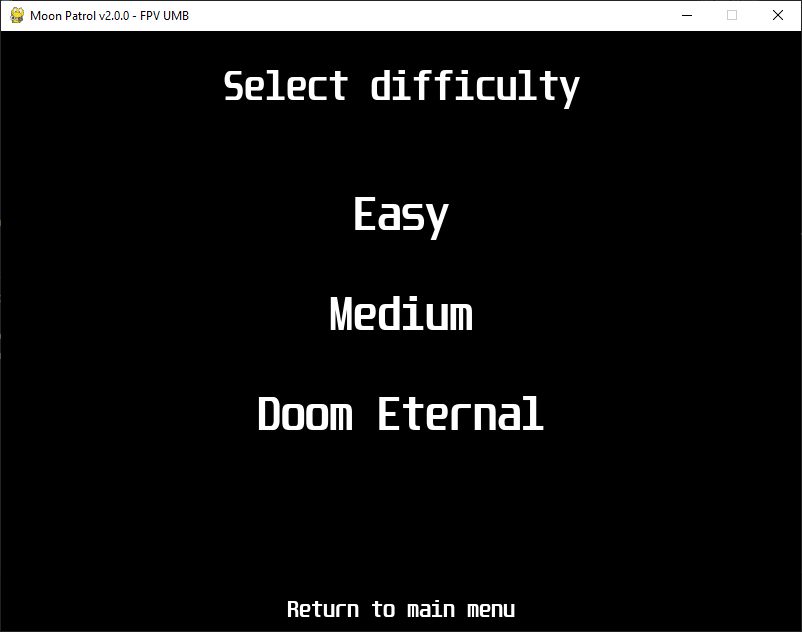 Moon Patrol v2.0.0 - FPV UMB
Select difficulty
Easy
Medium
Doom Eternal
Return to main menu